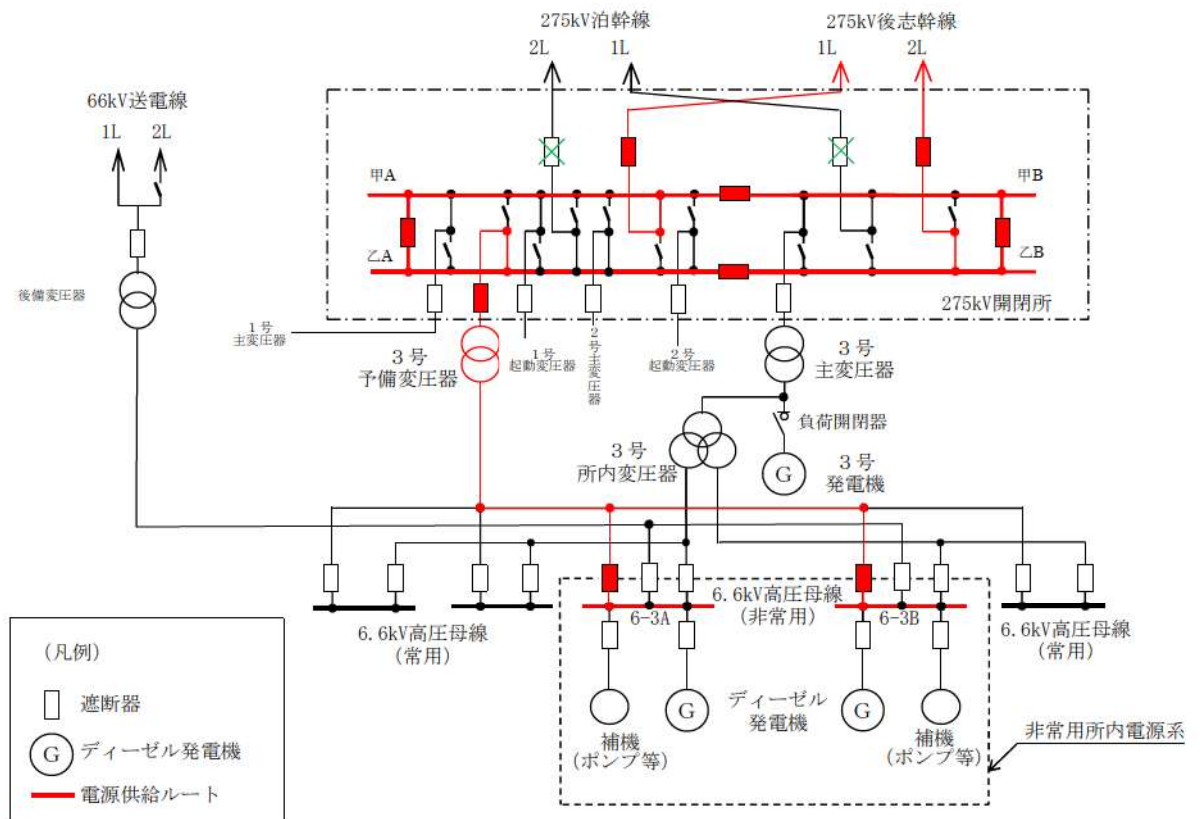 275kV泊幹線
275kV後志幹線
2L
1L
1L
2L
66kV送電線
1L
2L
甲A
甲B
乙A
乙B
275kV開閉所
後備変圧器
1号
主変圧器
3号
予備変圧器
1号
起動変圧器
2号主変圧器
2号
起動変圧器
3号
主変圧器
負荷開閉器
3号
所内変圧器
G
3号
発電機
6.6kV高圧母線
(常用)
6-3A
6.6kV高圧母線
(非常用)
6-3B
6.6kV高圧母線
(常用)
G
ディーゼル
発電機
G
補機
(ポンプ等)
補機
(ポンプ等)
非常用所内電源系
(凡例)
遮断器
G
ディーゼル発電機
電源供給ルート